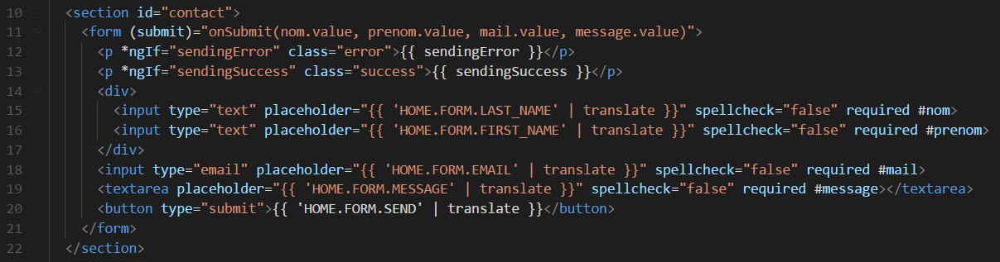 10 <section id="contact">
11 <form (submit)="onSubmit(nom.value, prenom.value, mail.value, message.value)">
12 <p *ngIf="sendingError" class="error">{{ sendingError }}</p>
13 <p *ngIf="sendingSuccess" class="success">{{ sendingSuccess }}</p>
14 <div>
15 <input type="text" placeholder="{{ 'HOME.FORM.LAST_NAME' | translate }}" spellcheck="false" required #nom>
16 <input type="text" placeholder="{{ 'HOME.FORM.FIRST_NAME' | translate }}" spellcheck="false" required #prenom>
17 </div>
18 <input type="email" placeholder="{{ 'HOME.FORM.EMAIL' | translate }}" spellcheck="false" required #mail>
19 <textarea placeholder="{{ 'HOME.FORM.MESSAGE' | translate }}" spellcheck="false" required #message></textarea>
20 <button type="submit">{{ 'HOME.FORM.SEND' | translate }}</button>
21 </form>
22 </section>